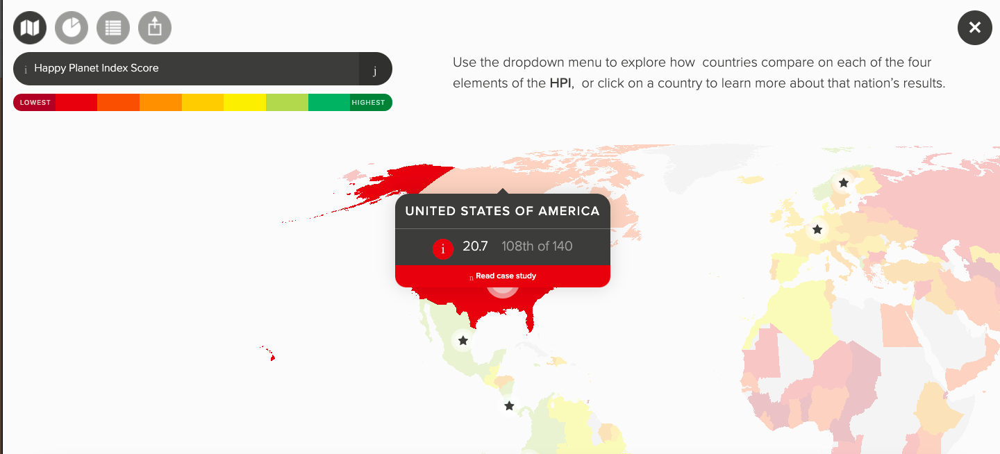 i Happy Planet Index Score j
LOWEST HIGHEST
Use the dropdown menu to explore how countries compare on each of the four
elements of the HPI, or click on a country to learn more about that nation’s results.
UNITED STATES OF AMERICA
i 20.7 108th of 140
n Read case study